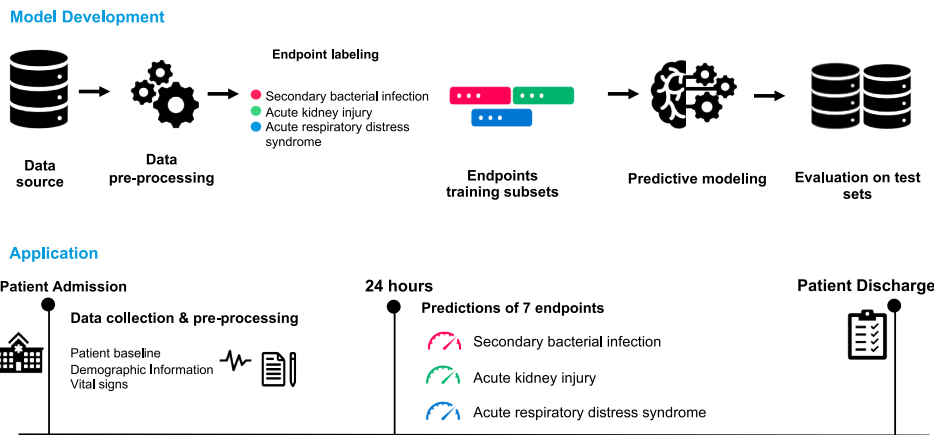 Model Development
Endpoint labeling
Secondary bacterial infection
Acute kidney injury
Acute respiratory distress
syndrome
Data
source
Data
pre-processing
Endpoints
training subsets
Predictive modeling
Evaluation on test
sets
Application
Patient Admission
24 hours
Patient Discharge
Data collection & pre-processing
Patient baseline
Demographic Information
Vital signs
Predictions of 7 endpoints
Secondary bacterial infection
Acute kidney injury
Acute respiratory distress syndrome